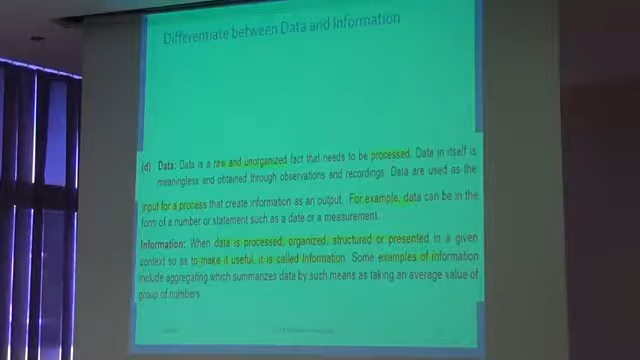 Differentiate between Data and Information
(d) Data: Data is a raw and unorganized fact that needs to be processed. Data in itself is
meaningless and obtained through observations and recordings. Data are used as the
input for a process that create information as an output. For example, data can be in the
form of a number or statement such as a date or a measurement.
Information: When data is processed, organized, structured or presented in a given
context so as to make it useful, it is called Information. Some examples of information
include aggregating which summarizes data by such means as taking an average value of
group of numbers